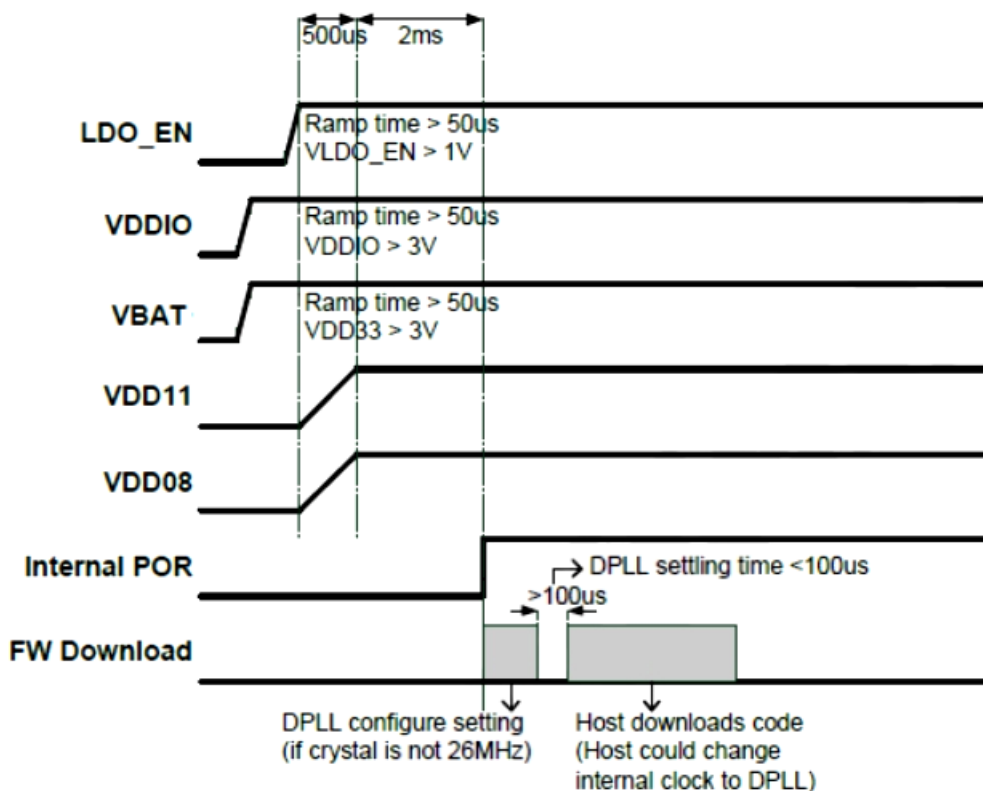 500us 2ms
LDO_EN
Ramp time > 50us
VLDO_EN > 1V
VDDIO
Ramp time > 50us
VDDIO > 3V
VBAT
Ramp time > 50us
VDD33 > 3V
VDD11
VDD08
Internal POR
DPLL settling time <100us
>100us
FW Download
DPLL configure setting
(if crystal is not 26MHz)
Host downloads code
(Host could change
internal clock to DPLL)